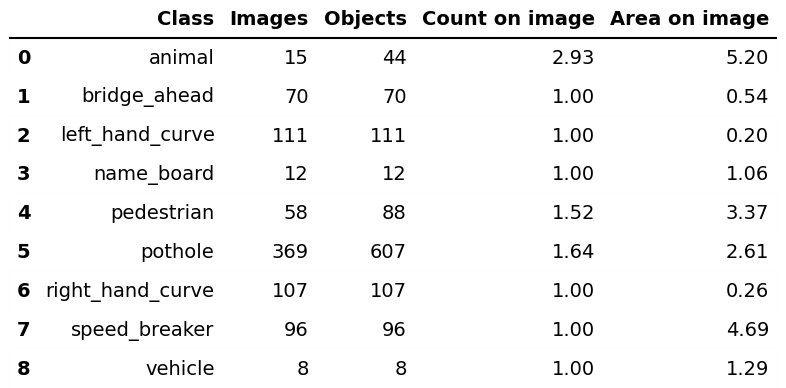 Class Images Objects Count on image Area on image
0 animal 15 44 2.93 5.20
1 bridge_ahead 70 70 1.00 0.54
2 left_hand_curve 111 111 1.00 0.20
3 name_board 12 12 1.00 1.06
4 pedestrian 58 88 1.52 3.37
5 pothole 369 607 1.64 2.61
6 right_hand_curve 107 107 1.00 0.26
7 speed_breaker 96 96 1.00 4.69
8 vehicle 8 8 1.00 1.29